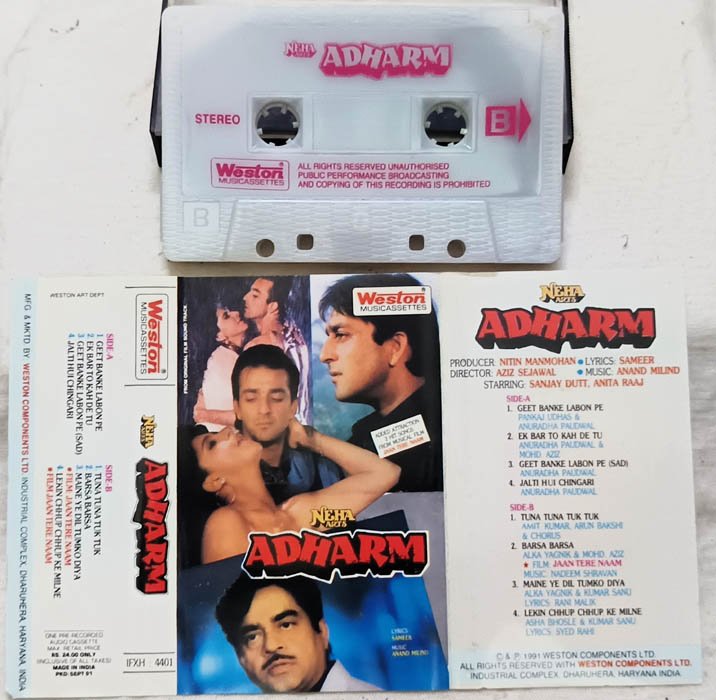 NEHA
ARTS
ADHARM
STEREO
B
Weston
MUSICASSETTES
ALL RIGHTS RESERVED UNAUTHORISED
PUBLIC PERFORMANCE BROADCASTING
AND COPYING OF THIS RECORDING IS PROHIBITED
B
MFG & MKTD BY WESTON COMPONENTS LTD. INDUSTRIAL COMPLEX, DHARUHERA, HARYANA, INDIA
WESTON ART DEPT
SIDE-A
1 GEET BANKE LABON PE
2 EK BAR TO KAH DE TU
3 GEET BANKE LABON PE (SAD)
4 JALTI HUI CHINGARI
SIDE-B
1 TUNA TUNA TUK TUK
2 BARSA BARSA
★ FILM JAAN TERE NAAM
3 MAINE YE DIL TUMKO DIYA
4 LEKIN CHHUP CHHUP KE MILNE
★ FILM JAAN TERE NAAM
ONE PRE RECORDED
AUDIO CASSETTE
MAX. RETAIL PRICE
RS. 24.00 ONLY
(INCLUSIVE OF ALL TAXES)
MADE IN INDIA
PKD. SEPT 91
Weston
MUSICASSETTES
NEHA
ARTS
ADHARM
IFXH 4401
FROM ORIGINAL FILM SOUND TRACK
Weston
MUSICASSETTES
ADDED ATTRACTION
3 HIT SONGS
FROM MUSICAL FILM
JAAN TERE NAAM
NEHA
ARTS
ADHARM
LYRICS
SAMEER
MUSIC
ANAND MILIND
NEHA
ARTS
ADHARM
PRODUCER: NITIN MANMOHAN ● LYRICS: SAMEER
DIRECTOR: AZIZ SEJAWAL ● MUSIC: ANAND MILIND
STARRING: SANJAY DUTT, ANITA RAAJ
SIDE-A
1. GEET BANKE LABON PE
PANKAJ UDHAS &
ANURADHA PAUDWAL
2. EK BAR TO KAH DE TU
ANURADHA PAUDWAL &
MOHD. AZIZ
3. GEET BANKE LABON PE (SAD)
ANURADHA PAUDWAL
4. JALTI HUI CHINGARI
ANURADHA PAUDWAL
SIDE-B
1. TUNA TUNA TUK TUK
AMIT KUMAR, ARUN BAKSHI
& CHORUS
2. BARSA BARSA
ALKA YAGNIK & MOHD. AZIZ
★ FILM JAAN TERE NAAM
MUSIC: NADEEM SHRAVAN
3. MAINE YE DIL TUMKO DIYA
ALKA YAGNIK & KUMAR SANU
LYRICS: RANI MALIK
4. LEKIN CHHUP CHHUP KE MILNE
ASHA BHOSLE & KUMAR SANU
LYRICS: SYED RAHI
C & P. 1991 WESTON COMPONENTS LTD.
ALL RIGHTS RESERVED WITH WESTON COMPONENTS LTD.
INDUSTRIAL COMPLEX, DHARUHERA, HARYANA INDIA